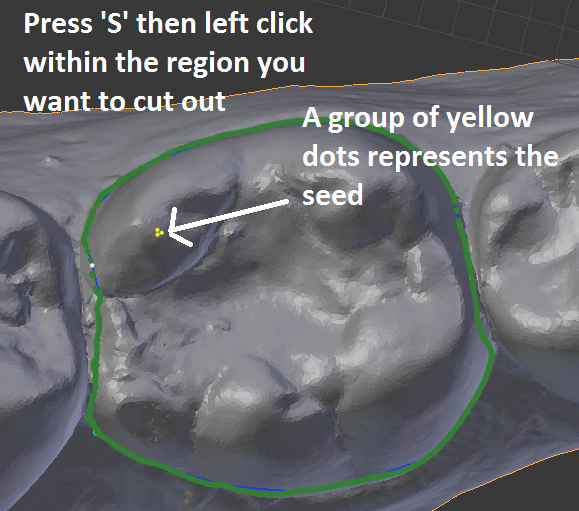 Press 'S' then left click
within the region you
want to cut out
A group of yellow
dots represents the
seed